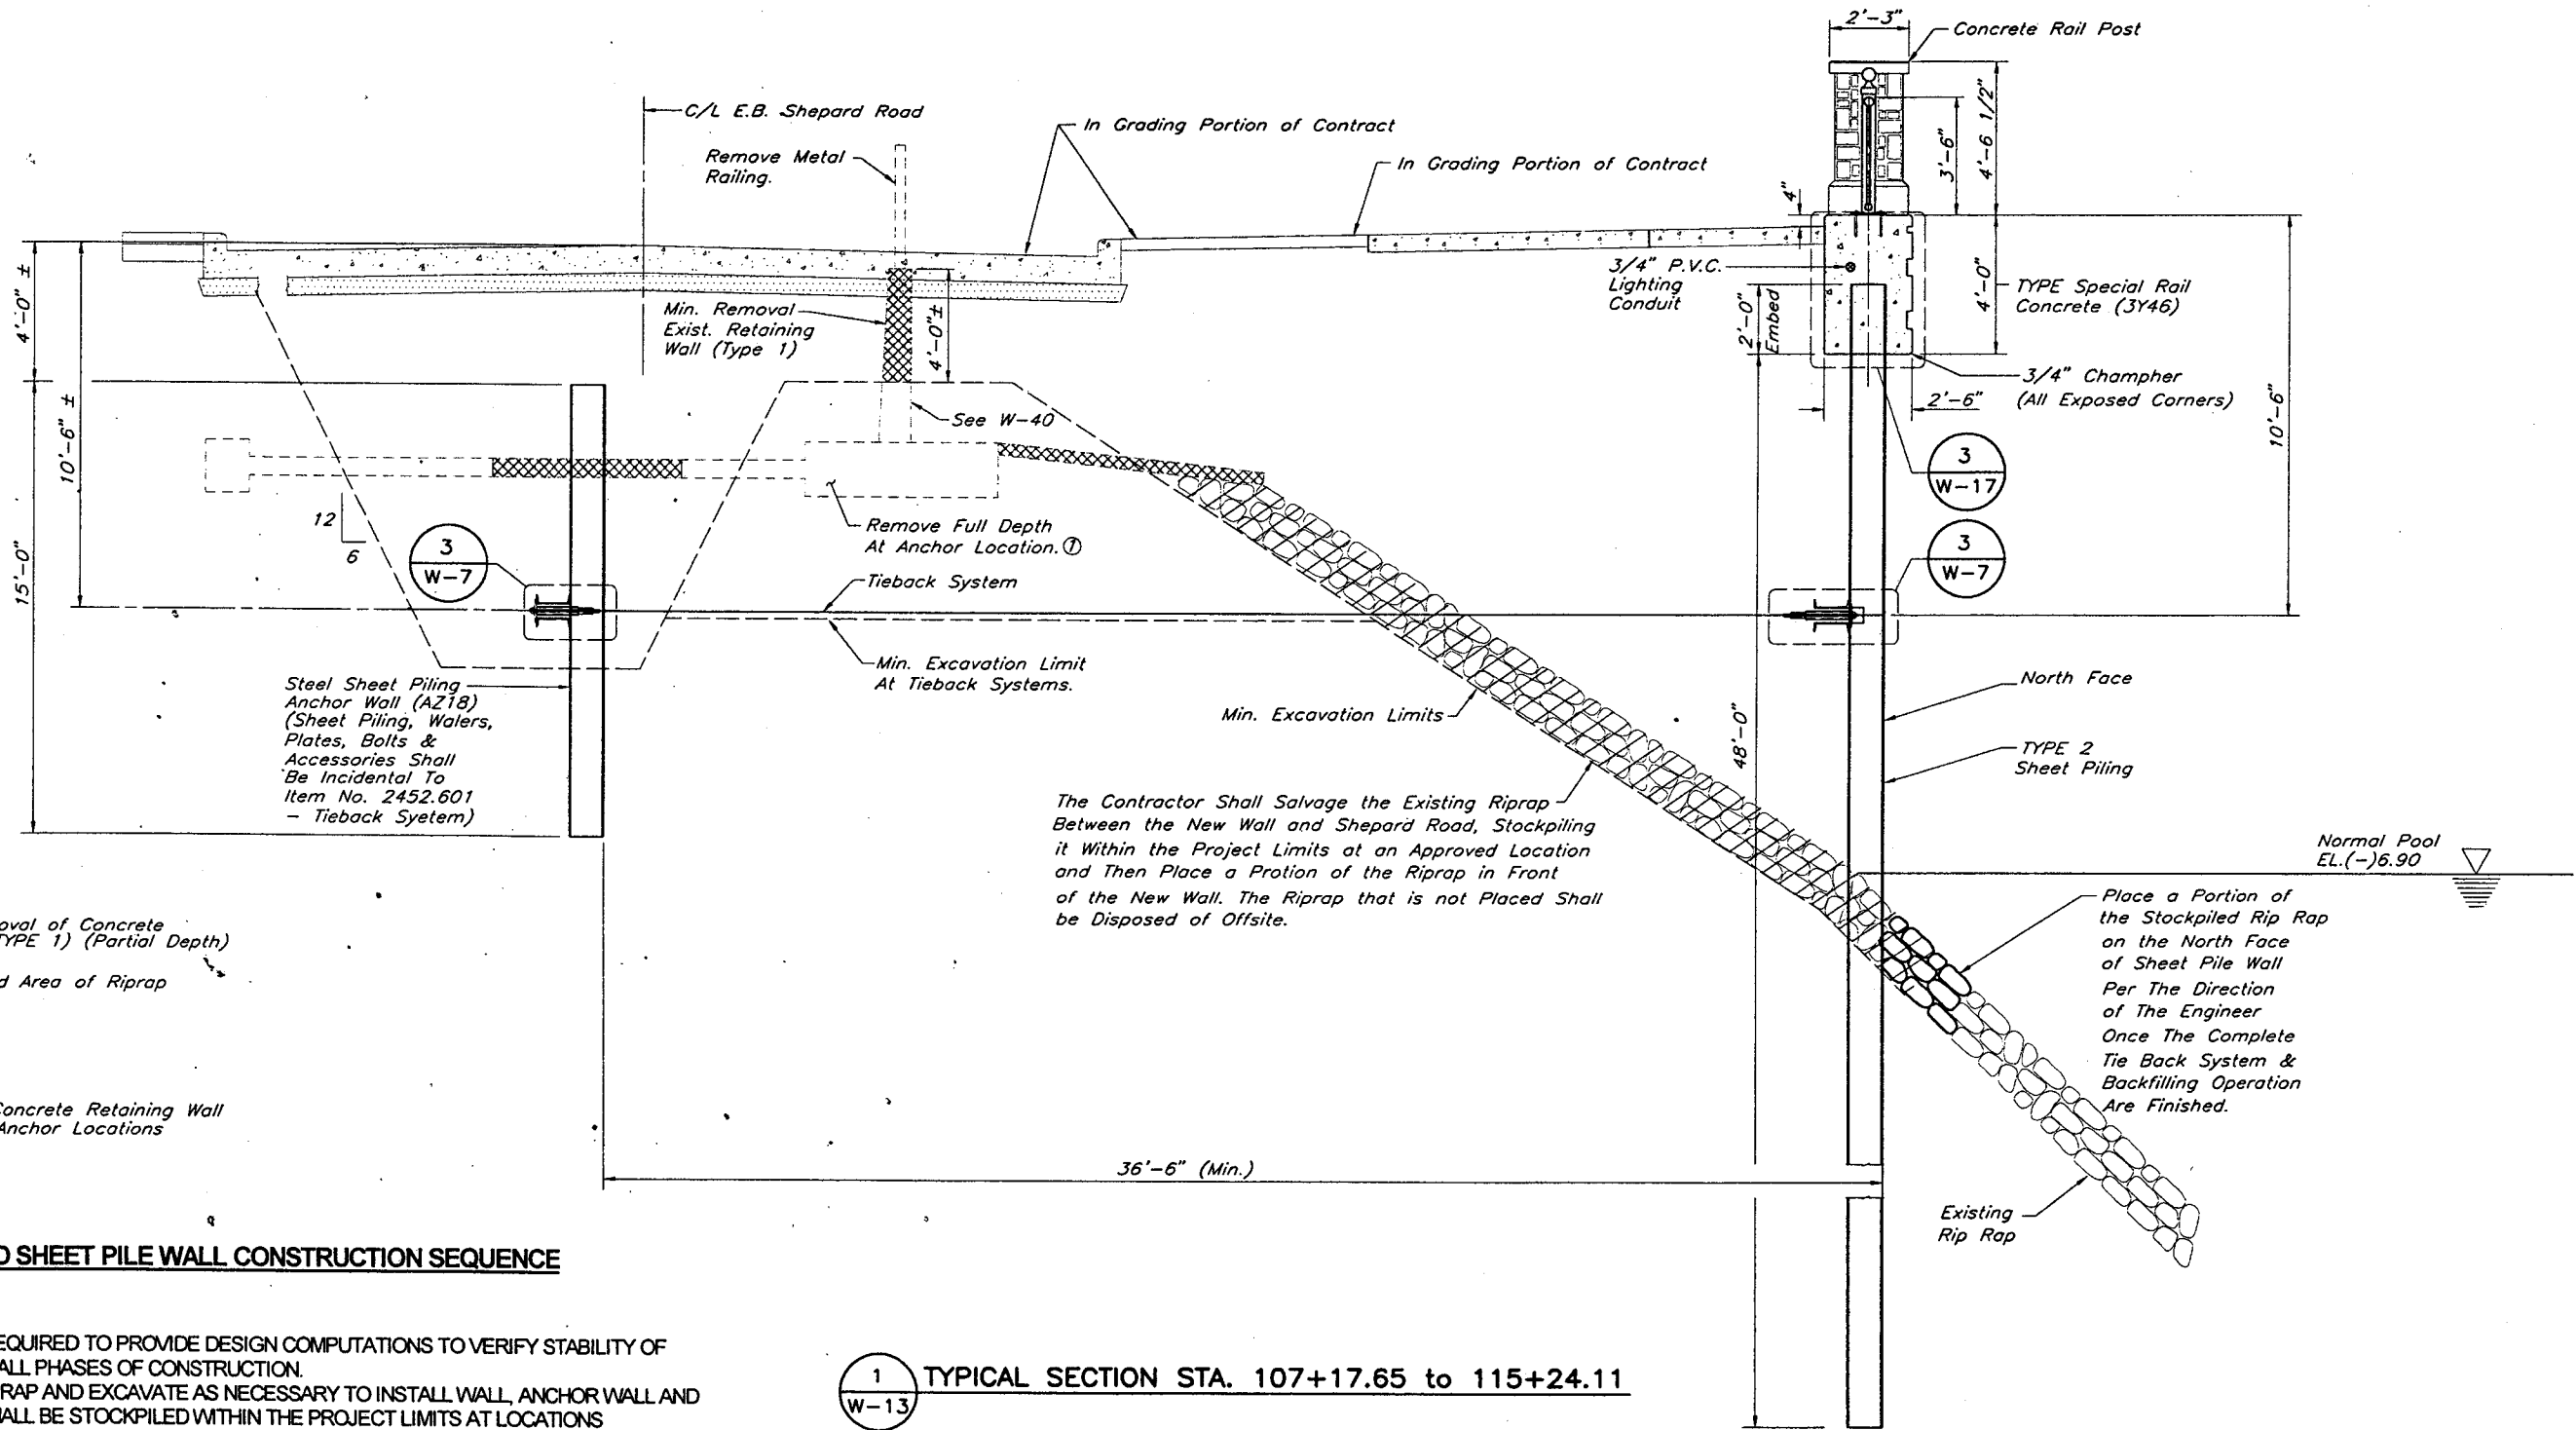 2'-3"
Concrete Rail Post
C/L E.B. Shepard Road
In Grading Portion of Contract
Remove Metal
Railing.
In Grading Portion of Contract
3'-6"
4'-6 1/2"
4"
4'-0" ±
10'-6" ±
15'-0"
Min. Removal
Exist. Retaining
Wall (Type 1)
4'-0"±
3/4" P.V.C.
Lighting
Conduit
2'-0"
Embed
4'-0"
TYPE Special Rail
Concrete (3Y46)
3/4" Champher
(All Exposed Corners)
2'-6"
10'-6"
See W-40
12
6
3
W-7
Remove Full Depth
At Anchor Location. ①
Tieback System
3
W-17
3
W-7
Min. Excavation Limit
At Tieback Systems.
Steel Sheet Piling
Anchor Wall (AZ18)
(Sheet Piling, Walers,
Plates, Bolts &
Accessories Shall
Be Incidental To
Item No. 2452.601
- Tieback Syetem)
Min. Excavation Limits
48'-0"
North Face
TYPE 2
Sheet Piling
The Contractor Shall Salvage the Existing Riprap
Between the New Wall and Shepard Road, Stockpiling
it Within the Project Limits at an Approved Location
and Then Place a Protion of the Riprap in Front
of the New Wall. The Riprap that is not Placed Shall
be Disposed of Offsite.
Normal Pool
EL.(-)6.90
Place a Portion of
the Stockpiled Rip Rap
on the North Face
of Sheet Pile Wall
Per The Direction
of The Engineer
Once The Complete
Tie Back System &
Backfilling Operation
Are Finished.
oval of Concrete
TYPE 1) (Partial Depth)
d Area of Riprap
Concrete Retaining Wall
Anchor Locations
36'-6" (Min.)
Existing
Rip Rap
D SHEET PILE WALL CONSTRUCTION SEQUENCE
EQUIRED TO PROVIDE DESIGN COMPUTATIONS TO VERIFY STABILITY OF
ALL PHASES OF CONSTRUCTION.
RAP AND EXCAVATE AS NECESSARY TO INSTALL WALL, ANCHOR WALL AND
HALL BE STOCKPILED WITHIN THE PROJECT LIMITS AT LOCATIONS
1
W-13
TYPICAL SECTION STA. 107+17.65 to 115+24.11